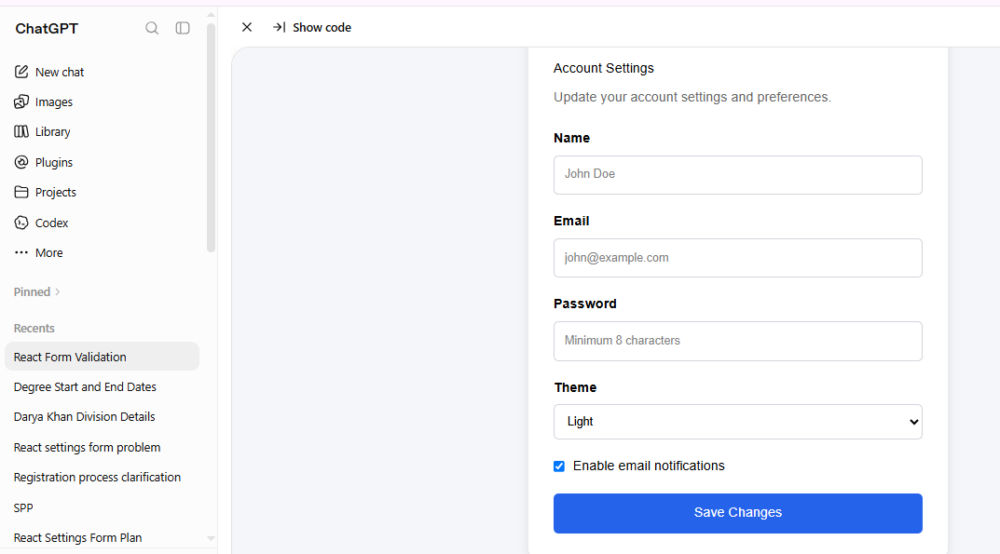 ChatGPT
New chat
Images
Library
Plugins
Projects
Codex
More
Pinned
Recents
React Form Validation
Degree Start and End Dates
Darya Khan Division Details
React settings form problem
Registration process clarification
SPP
React Settings Form Plan
Show code
Account Settings
Update your account settings and preferences.
Name
John Doe
Email
john@example.com
Password
Minimum 8 characters
Theme
Light
Enable email notifications
Save Changes